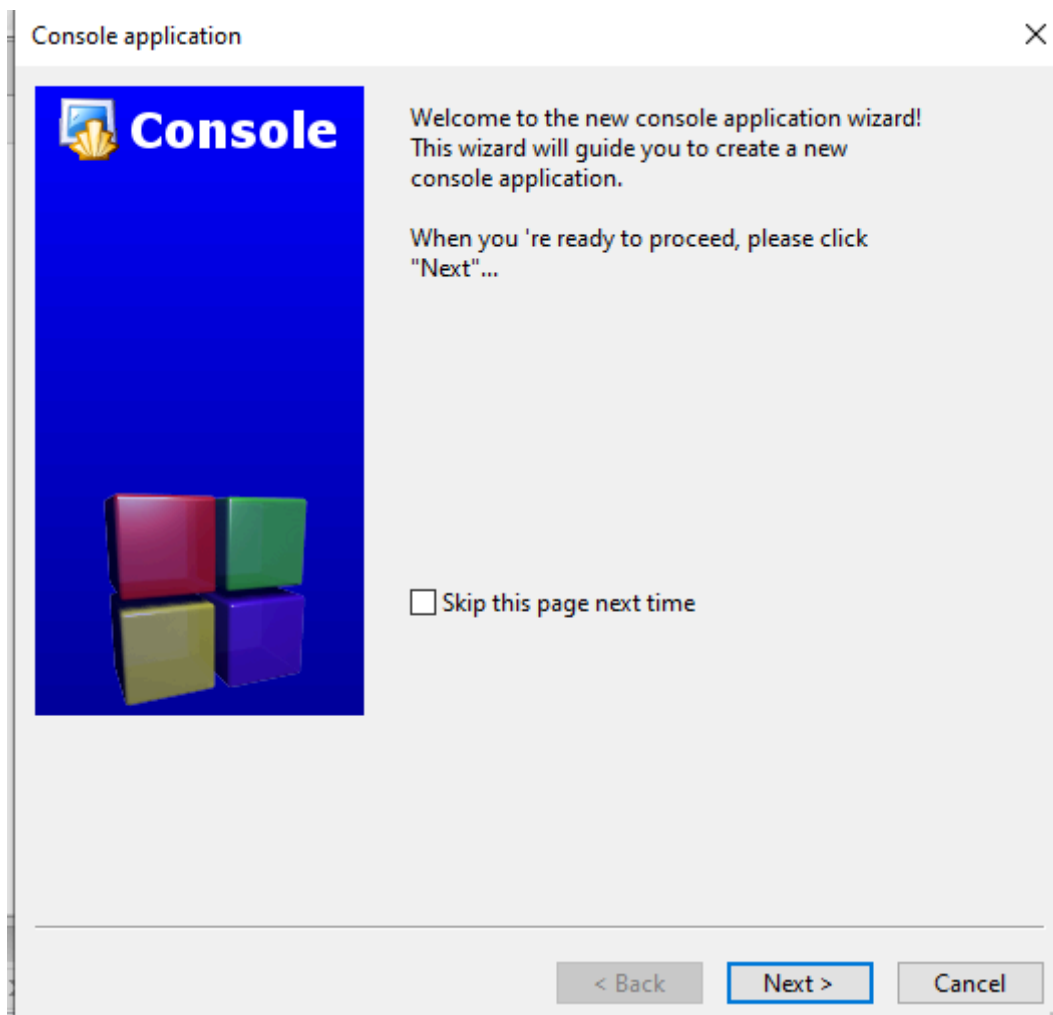 Console application
Console
Welcome to the new console application wizard!
This wizard will guide you to create a new
console application.
When you 're ready to proceed, please click
"Next"...
Skip this page next time
< Back
Next >
Cancel